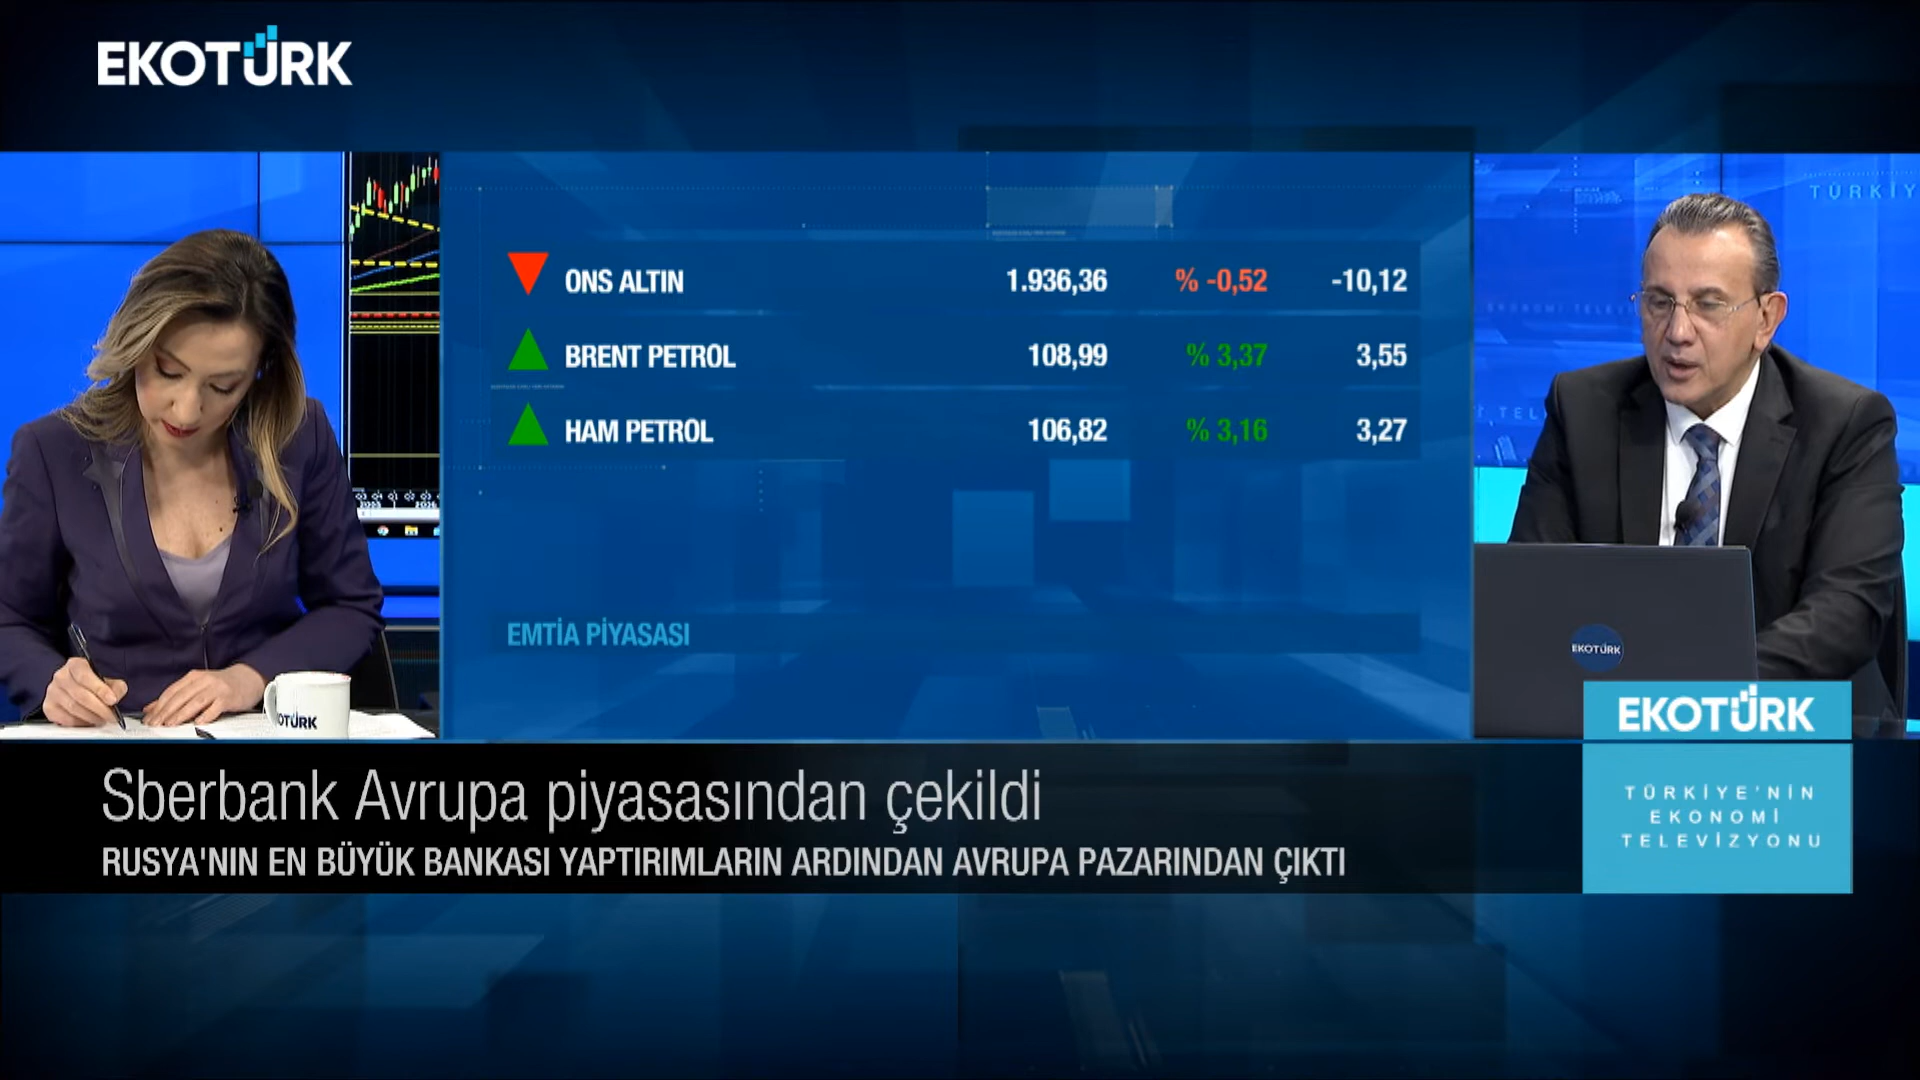 EKOTÜRK
TÜRKİY
ONS ALTIN 1.936,36 % -0,52 -10,12
BRENT PETROL 108,99 % 3,37 3,55
HAM PETROL 106,82 % 3,16 3,27
EMTİA PİYASASI
EKOTÜRK
OTÜRK
EKOTÜRK
TÜRKİYE'NİN
EKONOMİ
TELEVİZYONU
Sberbank Avrupa piyasasından çekildi
RUSYA'NIN EN BÜYÜK BANKASI YAPTIRIMLARIN ARDINDAN AVRUPA PAZARINDAN ÇIKTI